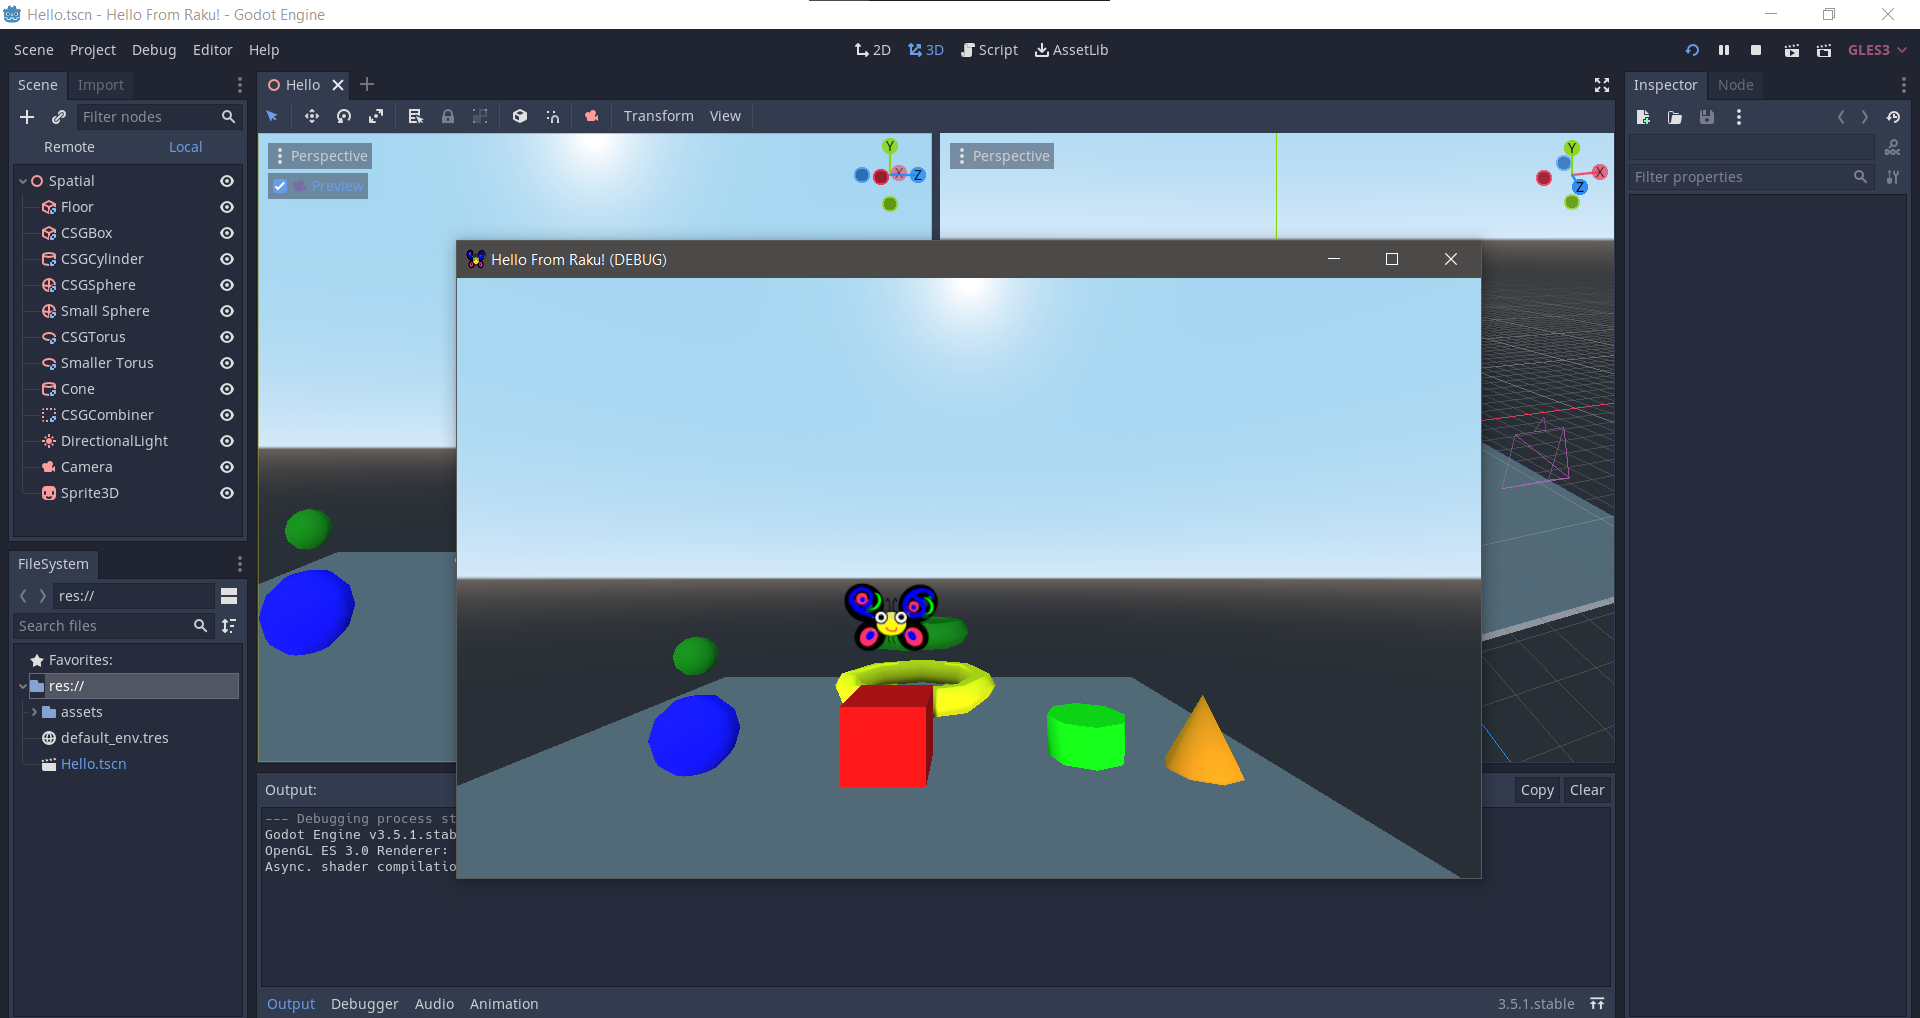 Hello.tscn - Hello From Raku! - Godot Engine
Scene Project Debug Editor Help
2D 3D Script AssetLib
GLES3
Scene Import
Filter nodes
Remote Local
Spatial
Floor
CSGBox
CSGCylinder
CSGSphere
Small Sphere
CSGTorus
Smaller Torus
Cone
CSGCombiner
DirectionalLight
Camera
Sprite3D
FileSystem
res://
Search files
Favorites:
res://
assets
default_env.tres
Hello.tscn
Hello
Transform View
Perspective
Preview
Y
X Z
Perspective
Y
X
Z
Hello From Raku! (DEBUG)
Output:
Copy Clear
--- Debugging process st
Godot Engine v3.5.1.stab
OpenGL ES 3.0 Renderer:
Async. shader compilatio
Output Debugger Audio Animation
3.5.1.stable
Inspector Node
Filter properties